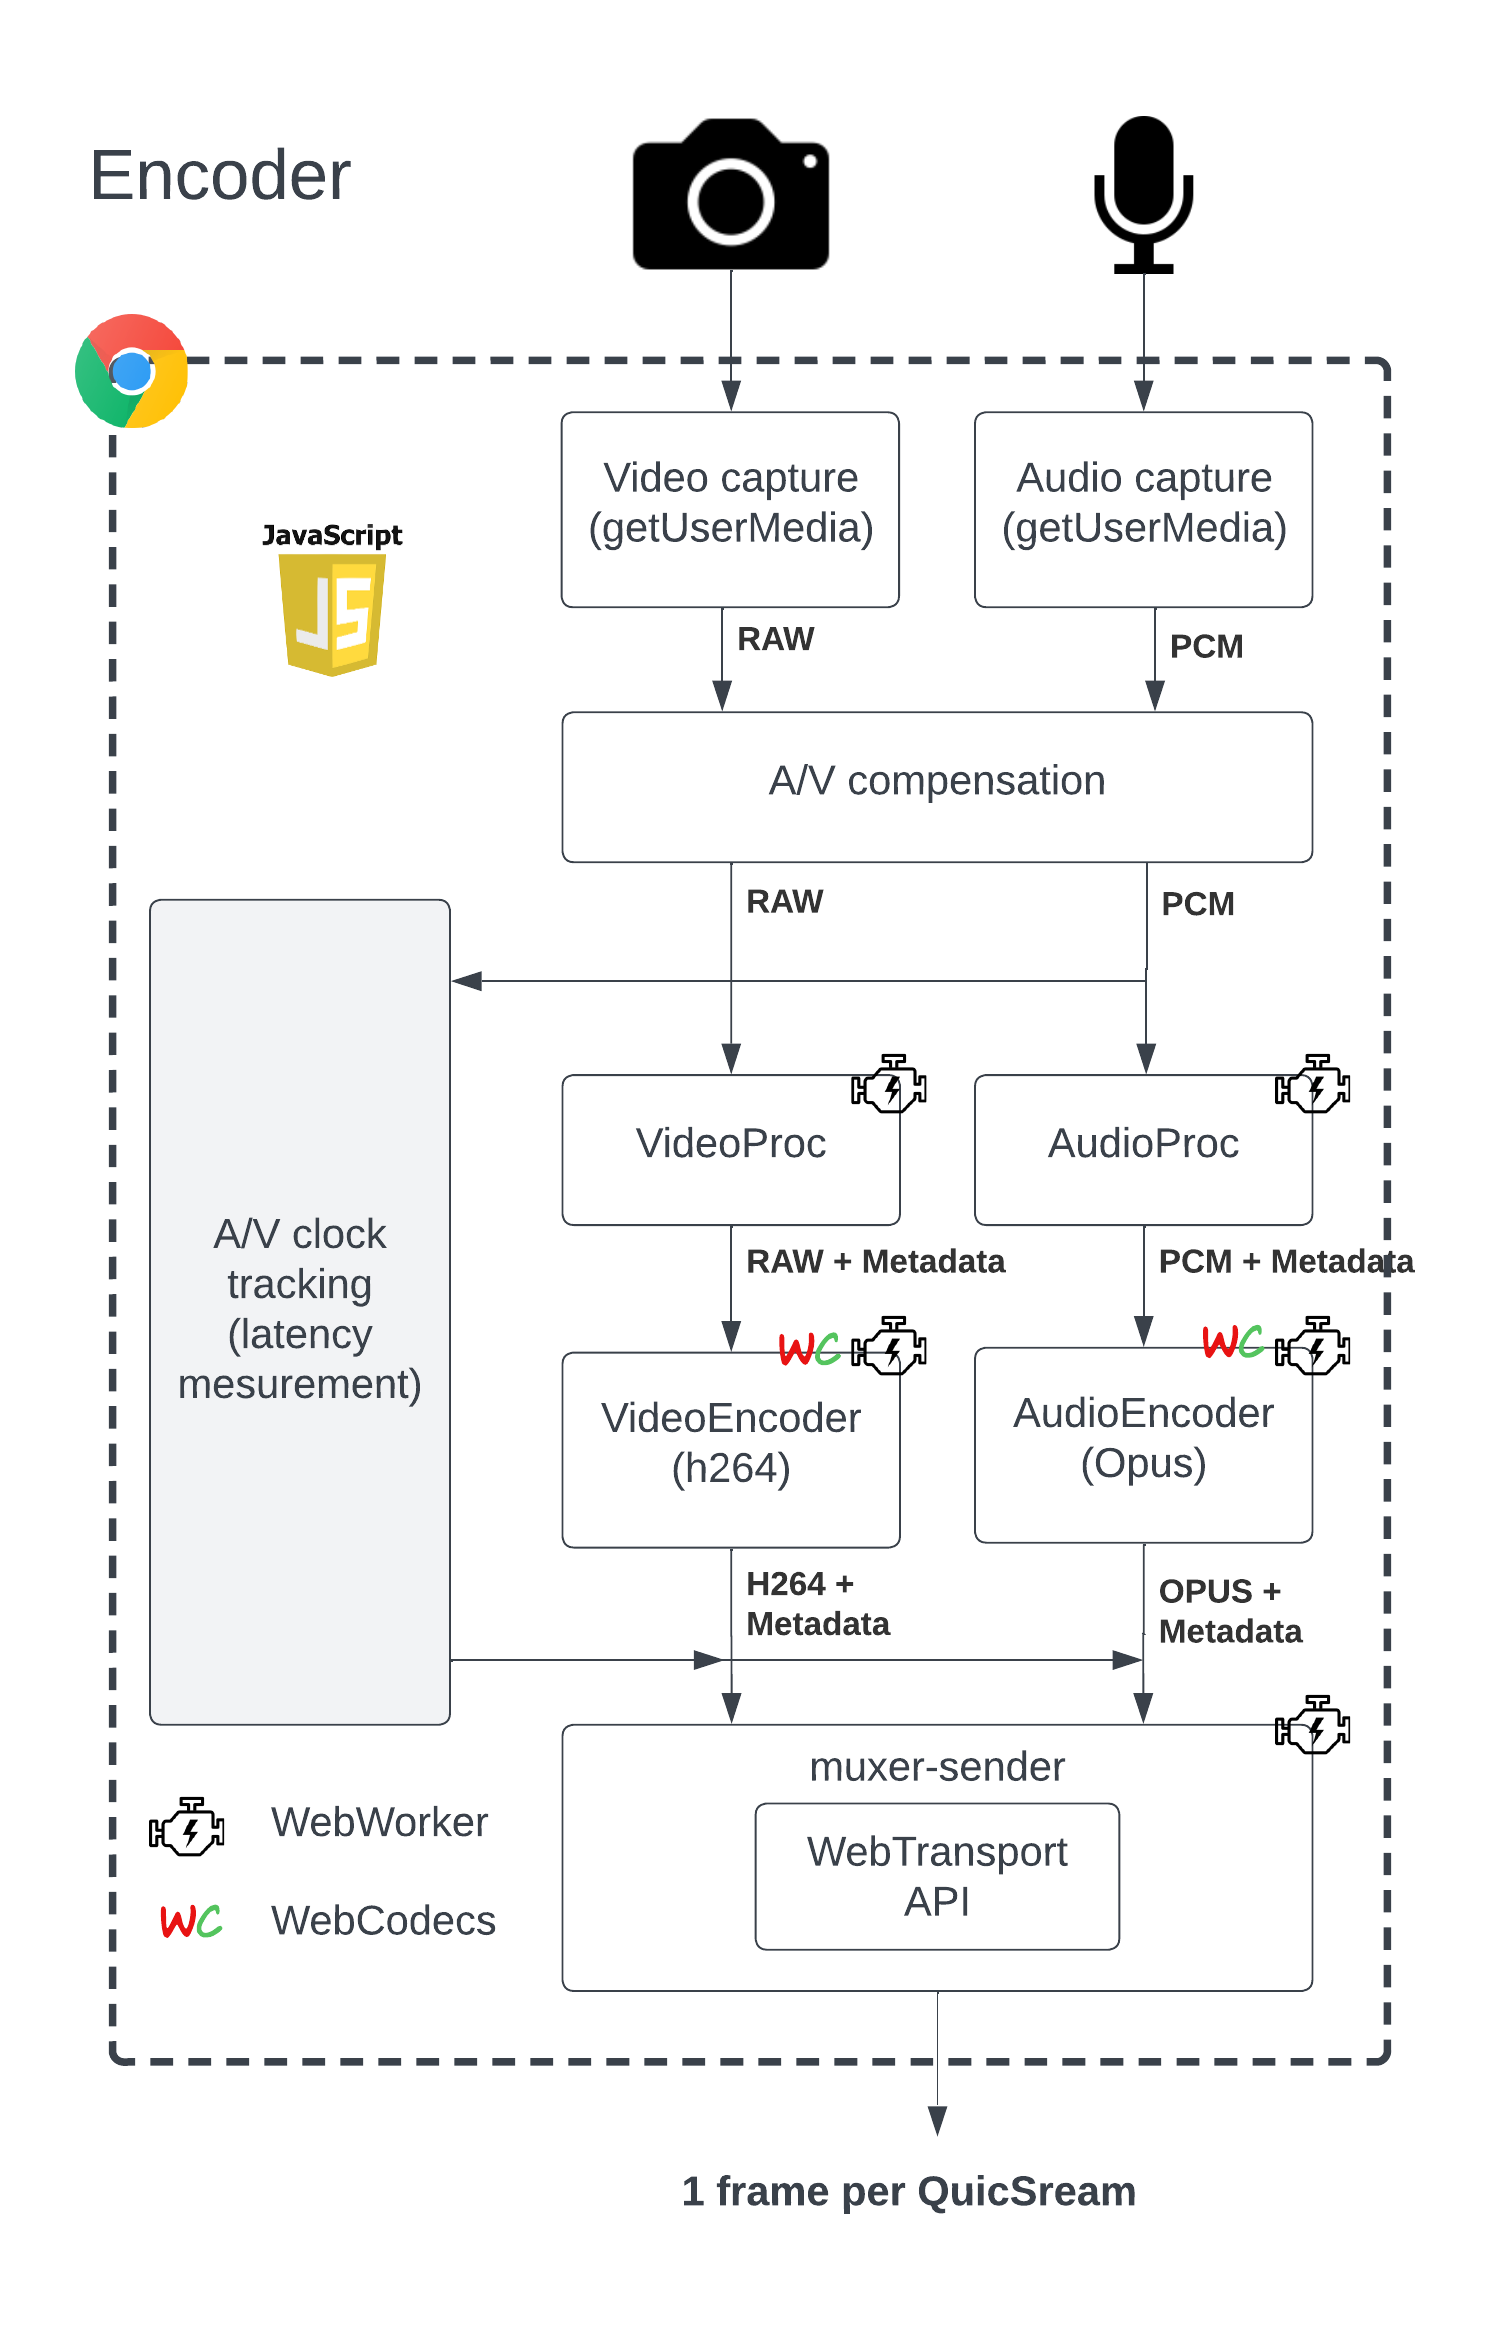 Encoder
Video capture
(getUserMedia)
Audio capture
(getUserMedia)
JavaScript
JS
RAW
PCM
A/V compensation
RAW
PCM
VideoProc
AudioProc
A/V clock
tracking
(latency
mesurement)
RAW + Metadata
PCM + Metadata
WC
WC
VideoEncoder
(h264)
AudioEncoder
(Opus)
H264 +
Metadata
OPUS +
Metadata
muxer-sender
WebTransport
API
WebWorker
WC
WebCodecs
1 frame per QuicSream